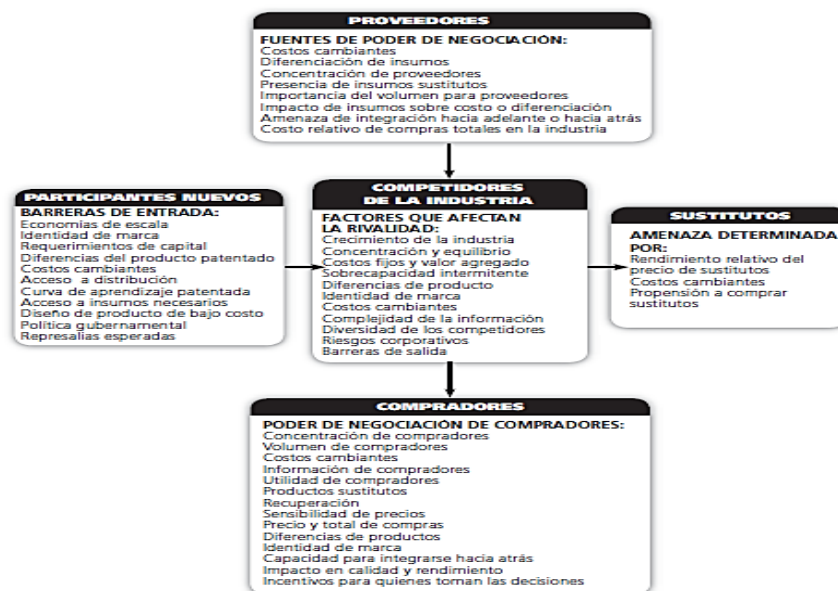 PROVEEDORES
FUENTES DE PODER DE NEGOCIACIÓN:
Costos cambiantes
Diferenciación de insumos
Concentración de proveedores
Presencia de insumos sustitutos
Importancia del volumen para proveedores
Impacto de insumos sobre costo o diferenciación
Amenaza de integración hacia adelante o hacia atrás
Costo relativo de compras totales en la industria
PARTICIPANTES NUEVOS
BARRERAS DE ENTRADA:
Economías de escala
Identidad de marca
Requerimientos de capital
Diferencias del producto patentado
Costos cambiantes
Acceso a distribución
Curva de aprendizaje patentada
Acceso a insumos necesarios
Diseño de producto de bajo costo
Política gubernamental
Represalias esperadas
COMPETIDORES
DE LA INDUSTRIA
FACTORES QUE AFECTAN
LA RIVALIDAD:
Crecimiento de la industria
Concentración y equilibrio
Costos fijos y valor agregado
Sobrecapacidad intermitente
Diferencias de producto
Identidad de marca
Costos cambiantes
Complejidad de la información
Diversidad de los competidores
Riesgos corporativos
Barreras de salida
SUSTITUTOS
AMENAZA DETERMINADA
POR:
Rendimiento relativo del
precio de sustitutos
Costos cambiantes
Propensión a comprar
sustitutos
COMPRADORES
PODER DE NEGOCIACIÓN DE COMPRADORES:
Concentración de compradores
Volumen de compradores
Costos cambiantes
Información de compradores
Utilidad de compradores
Productos sustitutos
Recuperación
Sensibilidad de precios
Precio y total de compras
Diferencias de productos
Identidad de marca
Capacidad para integrarse hacia atrás
Impacto en calidad y rendimiento
Incentivos para quienes toman las decisiones